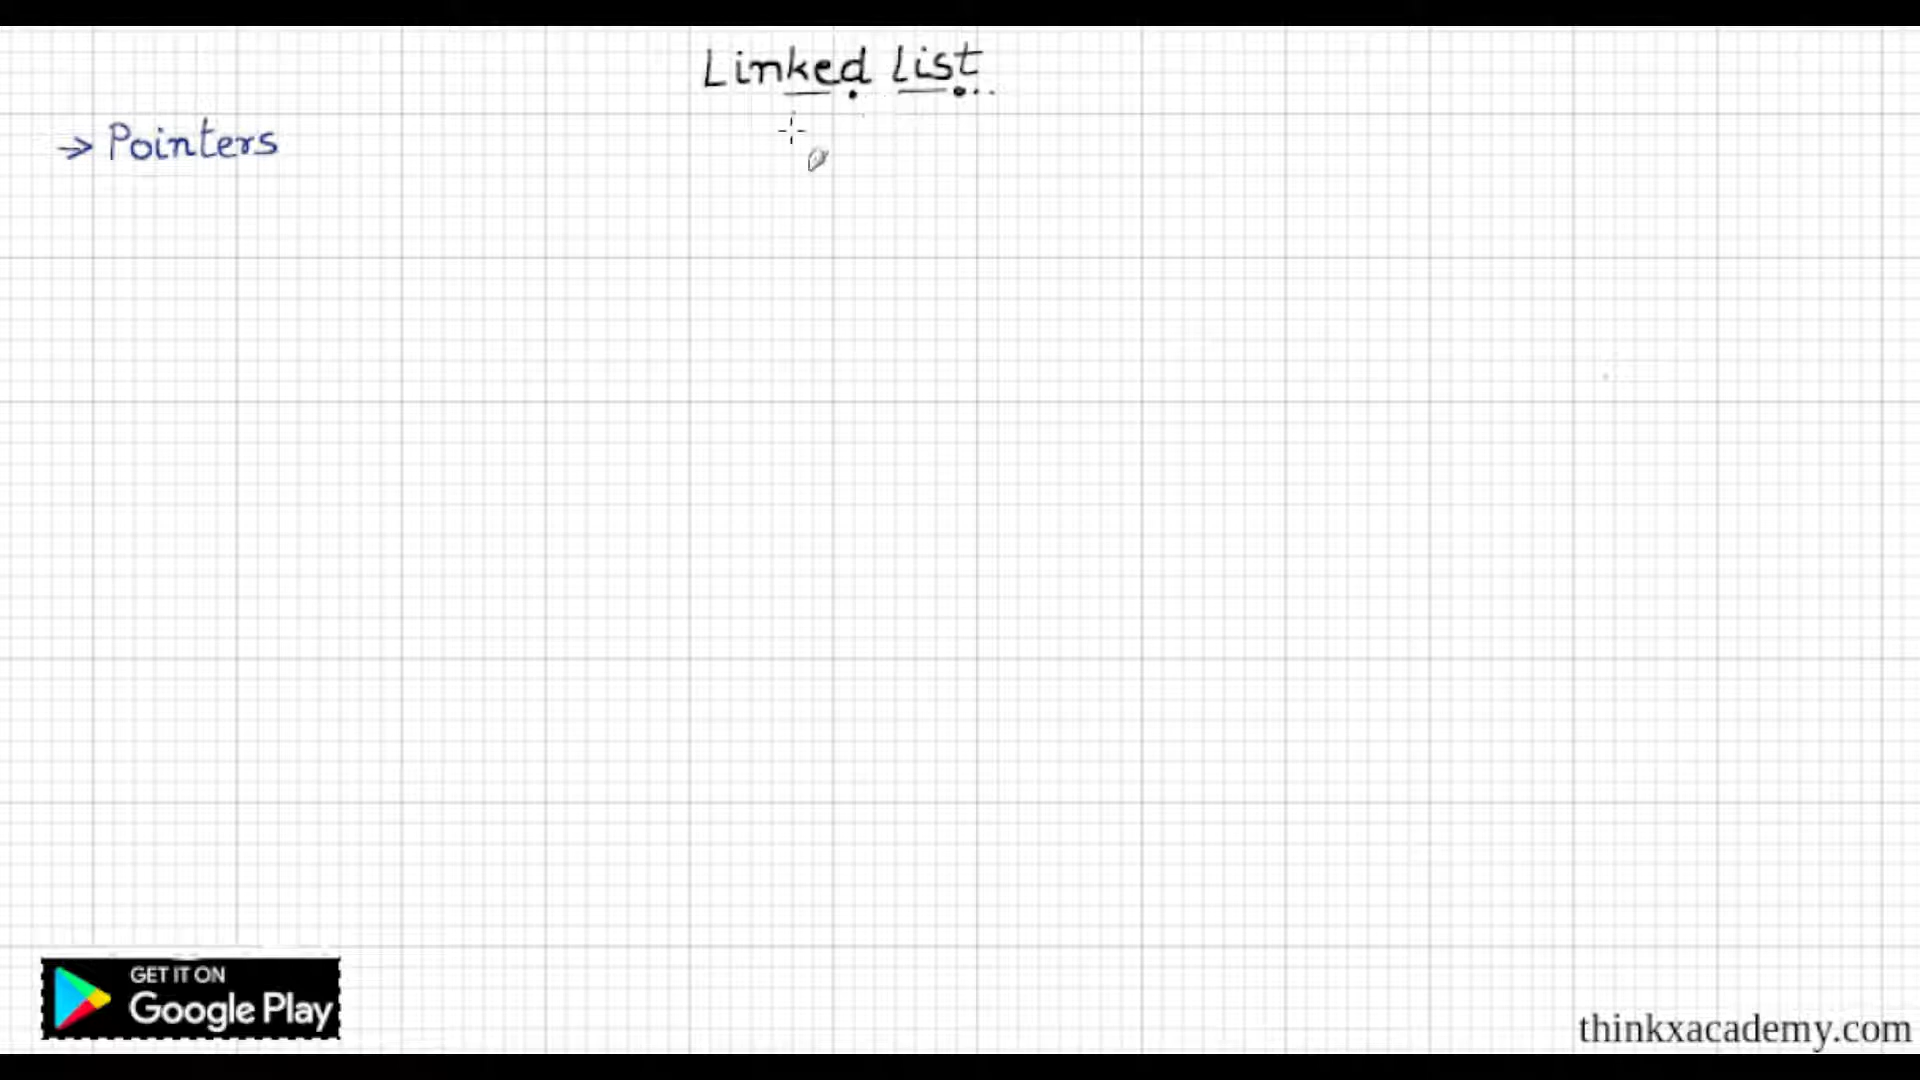 Linked List
→ Pointers
GET IT ON
Google Play
thinkxacademy.com